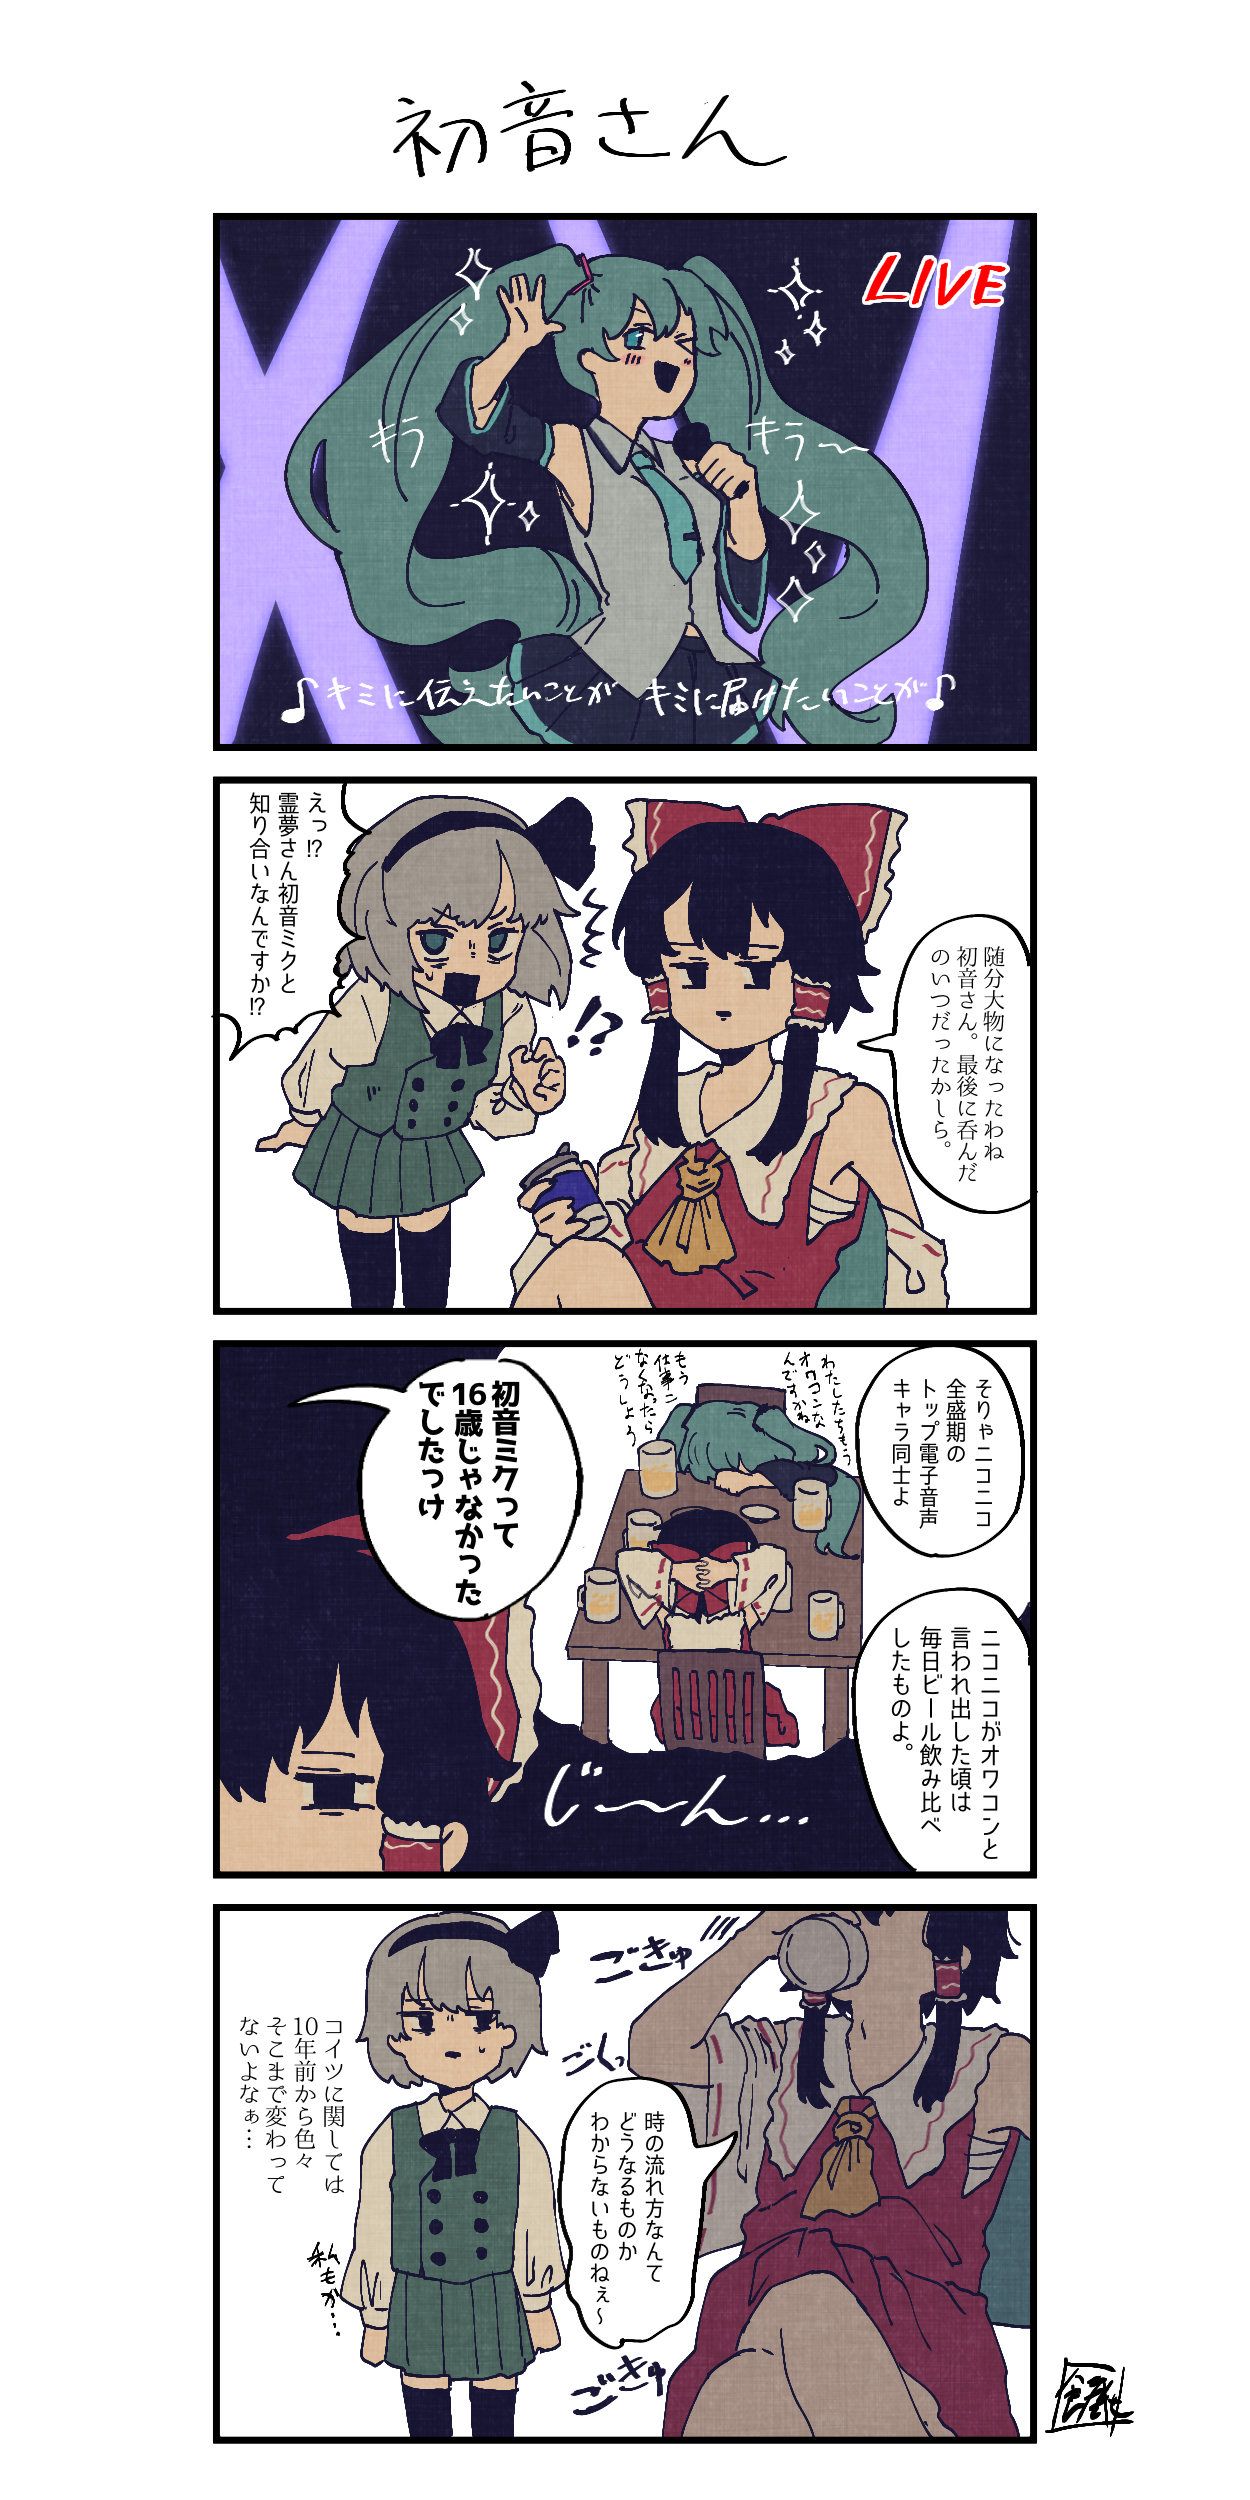 初音さん
LIVE
キラ
キラ〜
♪キミに伝えたいことが キミに届けたいことが♪
随分大物になったわね
初音さん。最後に呑んだ
のいつだったかしら。
!?
えっ!?
霊夢さん初音ミクと
知り合いなんですか!?
そりゃニコニコ
全盛期の
トップ電子音声
キャラ同士よ
わたしたちもう
オワコンな
んですかね
もう
仕事こ
なくなったら
どうしよう
ニコニコがオワコンと
言われ出した頃は
毎日ビール飲み比べ
したものよ。
初音ミクって
16歳じゃなかった
でしたっけ
じ〜〜ん…
ごきゅ
ごくっ
時の流れ方なんて
どうなるものか
わからないものねぇ〜
ごきゅ
コイツに関しては
10年前から色々
そこまで変わって
ないよなぁ…
私もか…